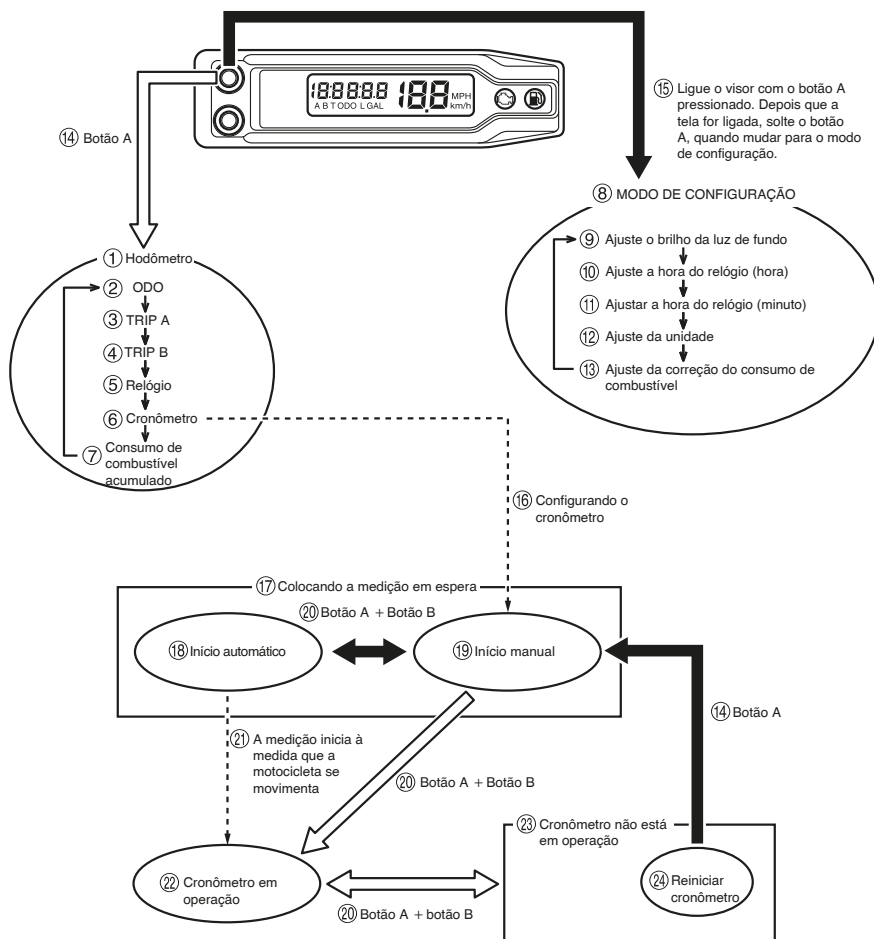 18:88:8.8
188
MPH
km/h
A B T ODO L GAL
⑭ Botão A
⑮ Ligue o visor com o botão A
pressionado. Depois que a
tela for ligada, solte o botão
A, quando mudar para o modo
de configuração.
① Hodômetro
② ODO
③ TRIP A
④ TRIP B
⑤ Relógio
⑥ Cronômetro
⑦ Consumo de
combustível
acumulado
⑧ MODO DE CONFIGURAÇÃO
⑨ Ajuste o brilho da luz de fundo
⑩ Ajuste a hora do relógio (hora)
⑪ Ajustar a hora do relógio (minuto)
⑫ Ajuste da unidade
⑬ Ajuste da correção do consumo de
combustível
⑯ Configurando o
cronômetro
⑰ Colocando a medição em espera
⑳ Botão A + Botão B
⑱ Início automático
⑲ Início manual
⑭ Botão A
㉑ A medição inicia à
medida que a
motocicleta se
movimenta
⑳ Botão A + Botão B
㉒ Cronômetro em
operação
⑳ Botão A + botão B
㉓ Cronômetro não está
em operação
㉔ Reiniciar
cronômetro